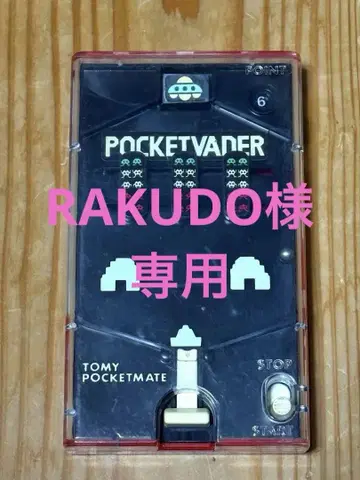 POINT
6
POCKETVADER
RAKUDO様
専用
TOMY
POCKETMATE
STOP
START